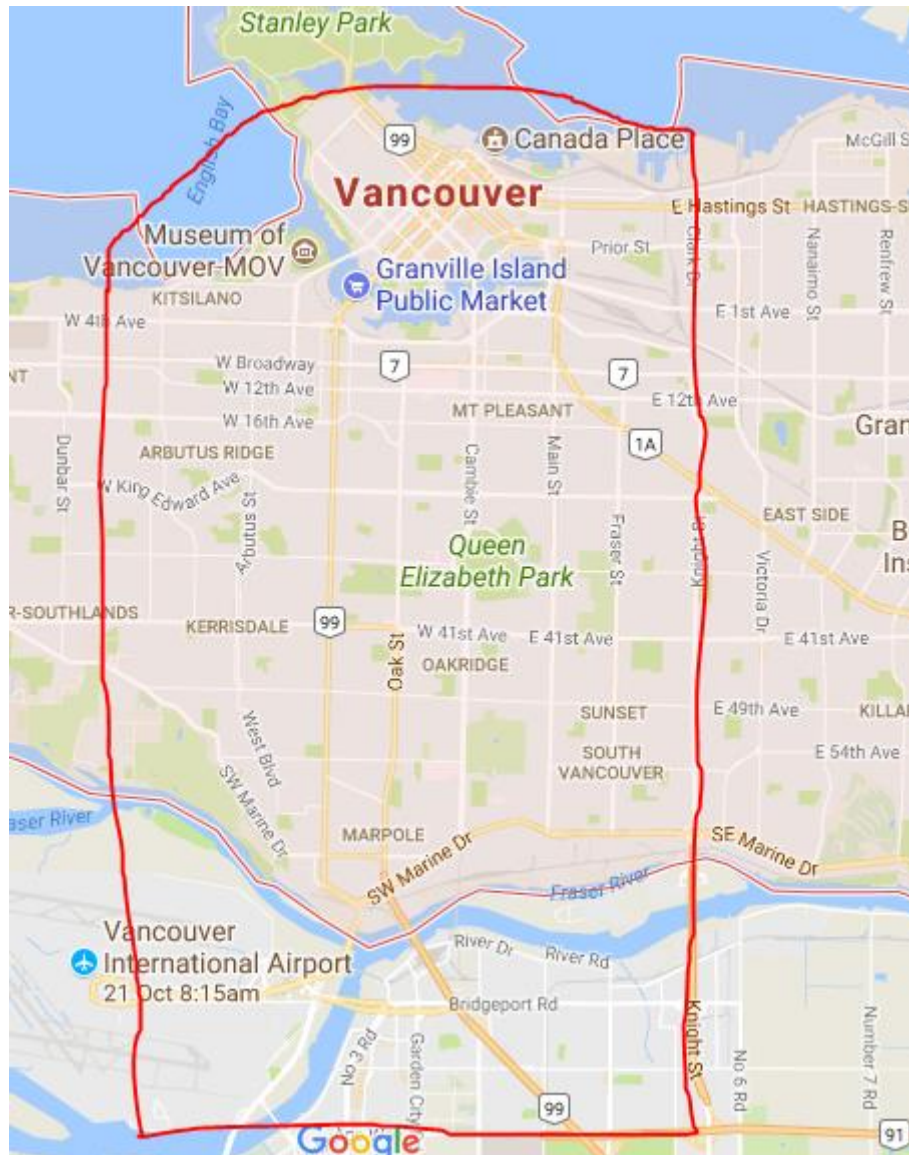 Stanley Park
English Bay
99
Canada Place
McGill S
Vancouver
E Hastings St
HASTINGS-S
Museum of
Vancouver-MOV
Prior St
Clark Dr
Nanaimo St
Renfrew St
Granville Island
Public Market
KITSILANO
W 4th Ave
E 1st Ave
W Broadway
7
7
NT
W 12th Ave
E 12th Ave
W 16th Ave
MT PLEASANT
Gran
1A
Dunbar St
ARBUTUS RIDGE
Cambie St
Main St
W King Edward Ave
Arbutus St
Fraser St
Knight St
EAST SIDE
B
Ins
Queen
Elizabeth Park
Victoria Dr
R-SOUTHLANDS
KERRISDALE
99
W 41st Ave
E 41st Ave
E 41st Ave
Oak St
OAKRIDGE
SUNSET
E 49th Ave
KILLA
West Blvd
SOUTH
VANCOUVER
E 54th Ave
SW Marine Dr
aser River
MARPOLE
SW Marine Dr
SE Marine Dr
Fraser River
Vancouver
International Airport
21 Oct 8:15am
River Dr
River Rd
Bridgeport Rd
No 3 Rd
Garden City
Knight St
No 6 Rd
Number 7 Rd
99
91
Google